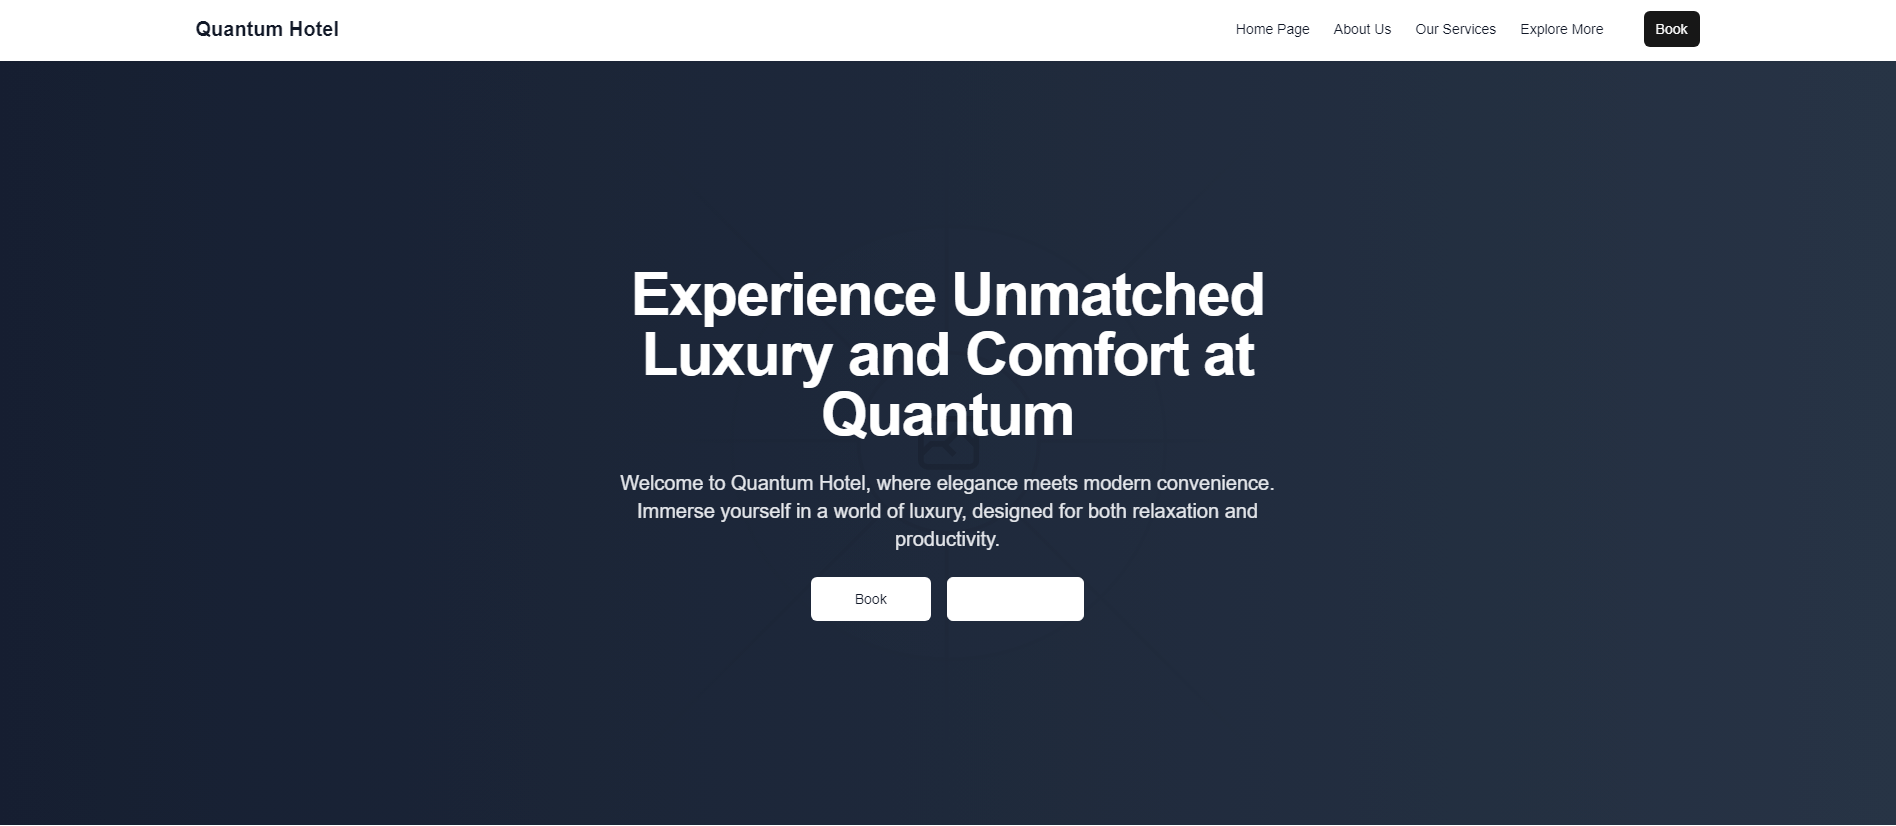 Quantum Hotel
Home Page
About Us
Our Services
Explore More
Book
Experience Unmatched
Luxury and Comfort at
Quantum
Welcome to Quantum Hotel, where elegance meets modern convenience.
Immerse yourself in a world of luxury, designed for both relaxation and
productivity.
Book